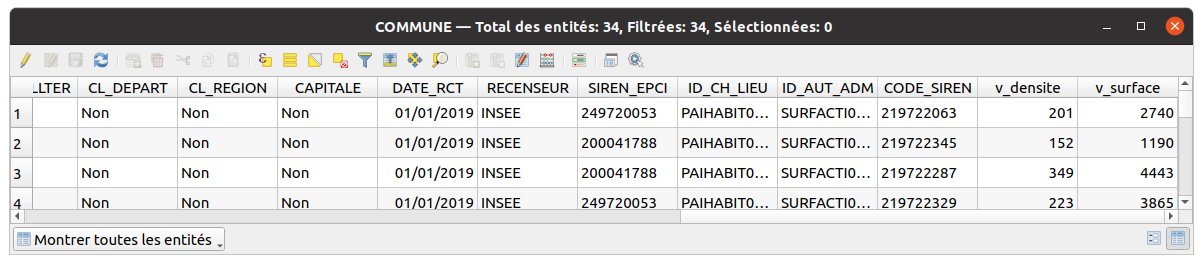 COMMUNE — Total des entités: 34, Filtrées: 34, Sélectionnées: 0
LLTER CL_DEPART CL_REGION CAPITALE DATE_RCT RECENSEUR SIREN_EPCI ID_CH_LIEU ID_AUT_ADM CODE_SIREN v_densite v_surface
1 Non Non Non 01/01/2019 INSEE 249720053 PAIHABIT0... SURFACTI0... 219722063 201 2740
2 Non Non Non 01/01/2019 INSEE 200041788 PAIHABIT0... SURFACTI0... 219722345 152 1190
3 Non Non Non 01/01/2019 INSEE 200041788 PAIHABIT0... SURFACTI0... 219722287 349 4443
4 Non Non Non 01/01/2019 INSEE 249720053 PAIHABIT0... SURFACTI0... 219722329 223 3865
Montrer toutes les entités